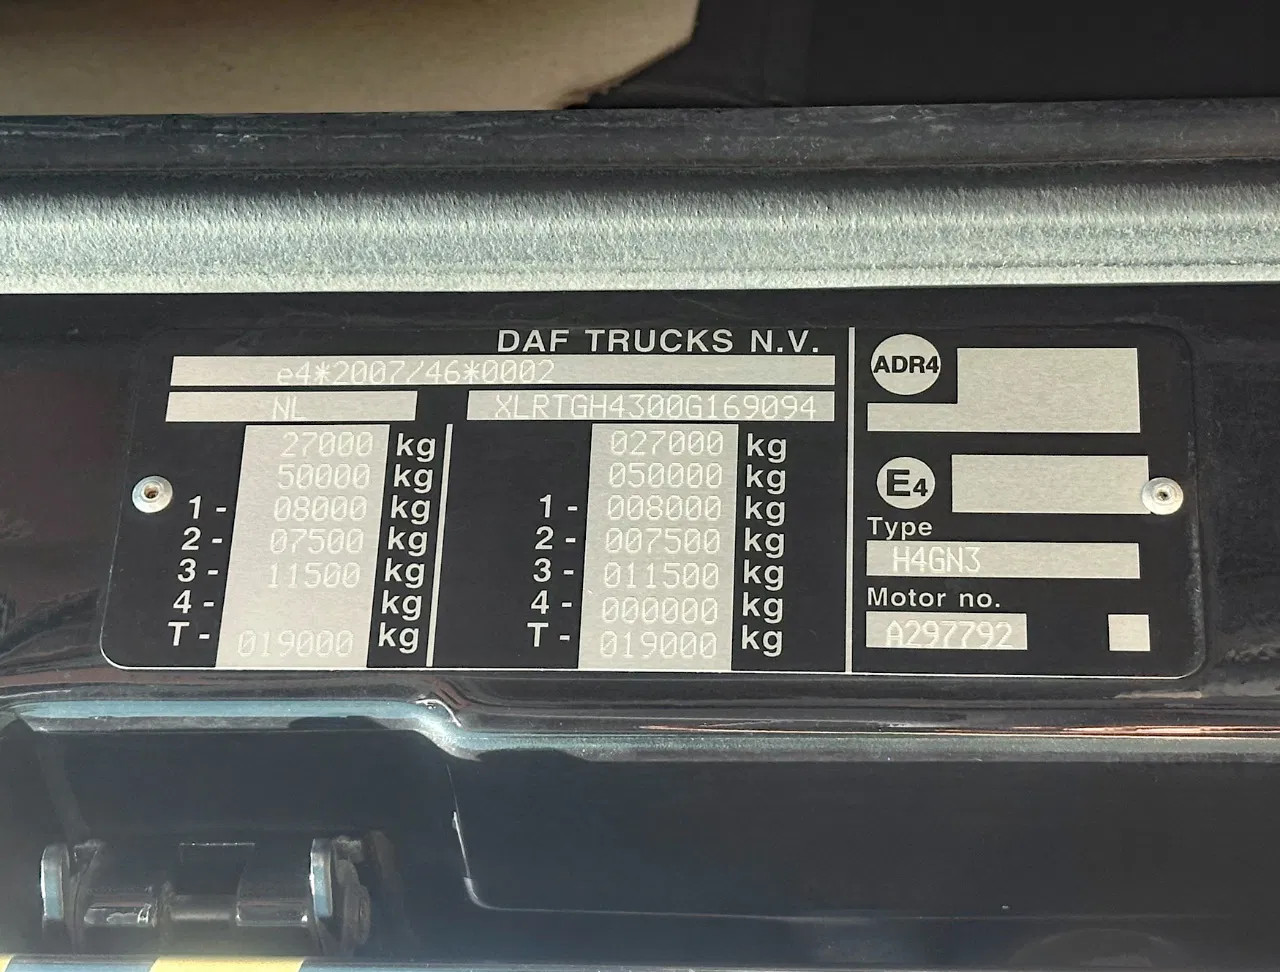 DAF TRUCKS N.V.
e4*2007/46*0002
NL XLRTGH4300G169094
27000 kg 027000 kg
50000 kg 050000 kg
1- 08000 kg 1- 008000 kg
2- 07500 kg 2- 007500 kg
3- 11500 kg 3- 011500 kg
4- kg 4- 000000 kg
T- 019000 kg T- 019000 kg
ADR4
E4
Type
H4GN3
Motor no.
A297792